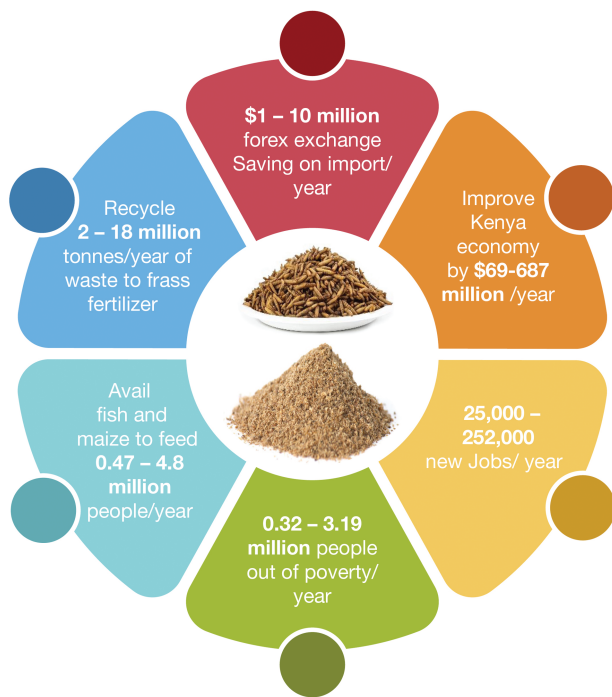 $1 – 10 million
forex exchange
Saving on import/
year
Improve
Kenya
economy
by $69-687
million /year
25,000 –
252,000
new Jobs/ year
0.32 – 3.19
million people
out of poverty/
year
Avail
fish and
maize to feed
0.47 – 4.8
million
people/year
Recycle
2 – 18 million
tonnes/year of
waste to frass
fertilizer